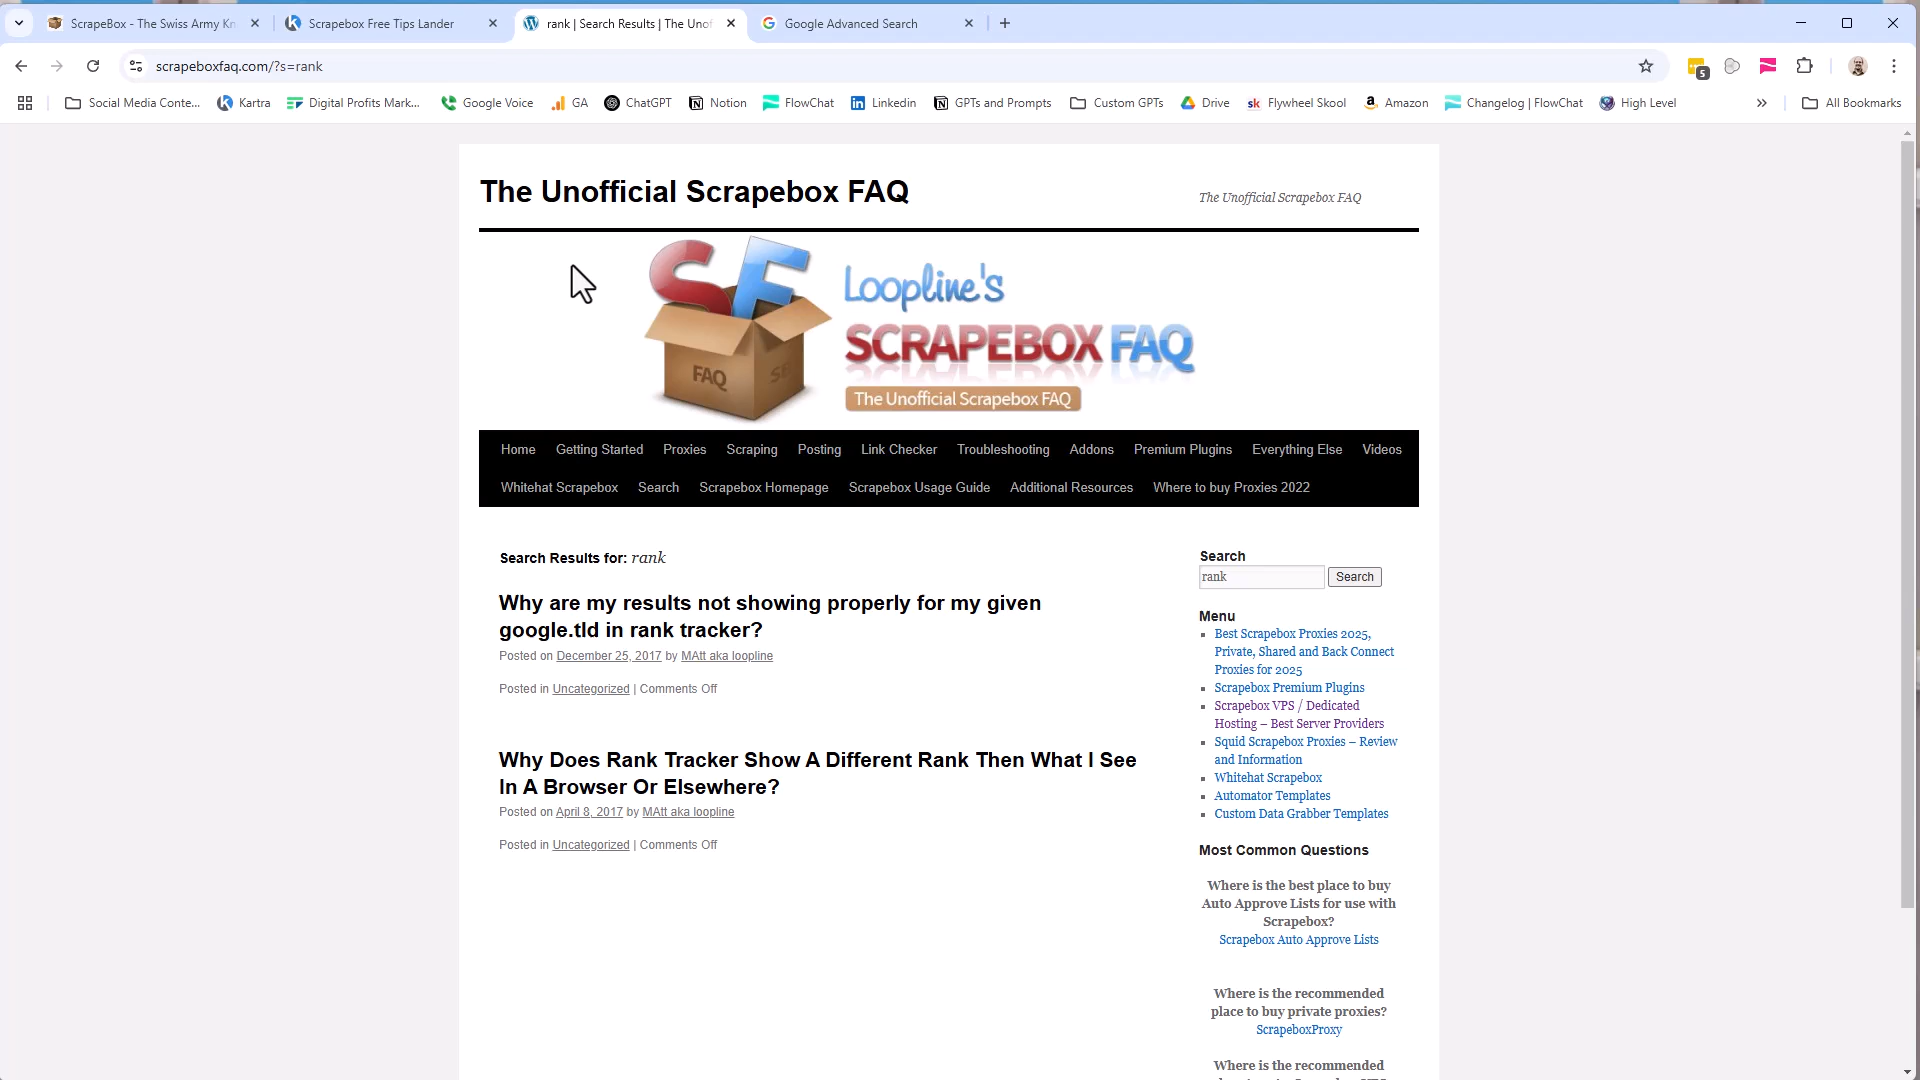 ScrapeBox - The Swiss Army Kn
Scrapebox Free Tips Lander
rank | Search Results | The Unof
Google Advanced Search
scrapeboxfaq.com/?s=rank
5
Social Media Conte...
Kartra
Digital Profits Mark...
Google Voice
GA
ChatGPT
Notion
FlowChat
Linkedin
GPTs and Prompts
Custom GPTs
Drive
sk Flywheel Skool
Amazon
Changelog | FlowChat
High Level
All Bookmarks
The Unofficial Scrapebox FAQ
The Unofficial Scrapebox FAQ
SF
FAQ
Loopline's
SCRAPEBOX FAQ
The Unofficial Scrapebox FAQ
Home Getting Started Proxies Scraping Posting Link Checker Troubleshooting Addons Premium Plugins Everything Else Videos
Whitehat Scrapebox Search Scrapebox Homepage Scrapebox Usage Guide Additional Resources Where to buy Proxies 2022
Search Results for: rank
Why are my results not showing properly for my given
google.tld in rank tracker?
Posted on December 25, 2017 by MAtt aka loopline
Posted in Uncategorized | Comments Off
Why Does Rank Tracker Show A Different Rank Then What I See
In A Browser Or Elsewhere?
Posted on April 8, 2017 by MAtt aka loopline
Posted in Uncategorized | Comments Off
Search
rank Search
Menu
Best Scrapebox Proxies 2025,
Private, Shared and Back Connect
Proxies for 2025
Scrapebox Premium Plugins
Scrapebox VPS / Dedicated
Hosting – Best Server Providers
Squid Scrapebox Proxies – Review
and Information
Whitehat Scrapebox
Automator Templates
Custom Data Grabber Templates
Most Common Questions
Where is the best place to buy
Auto Approve Lists for use with
Scrapebox?
Scrapebox Auto Approve Lists
Where is the recommended
place to buy private proxies?
ScrapeboxProxy
Where is the recommended